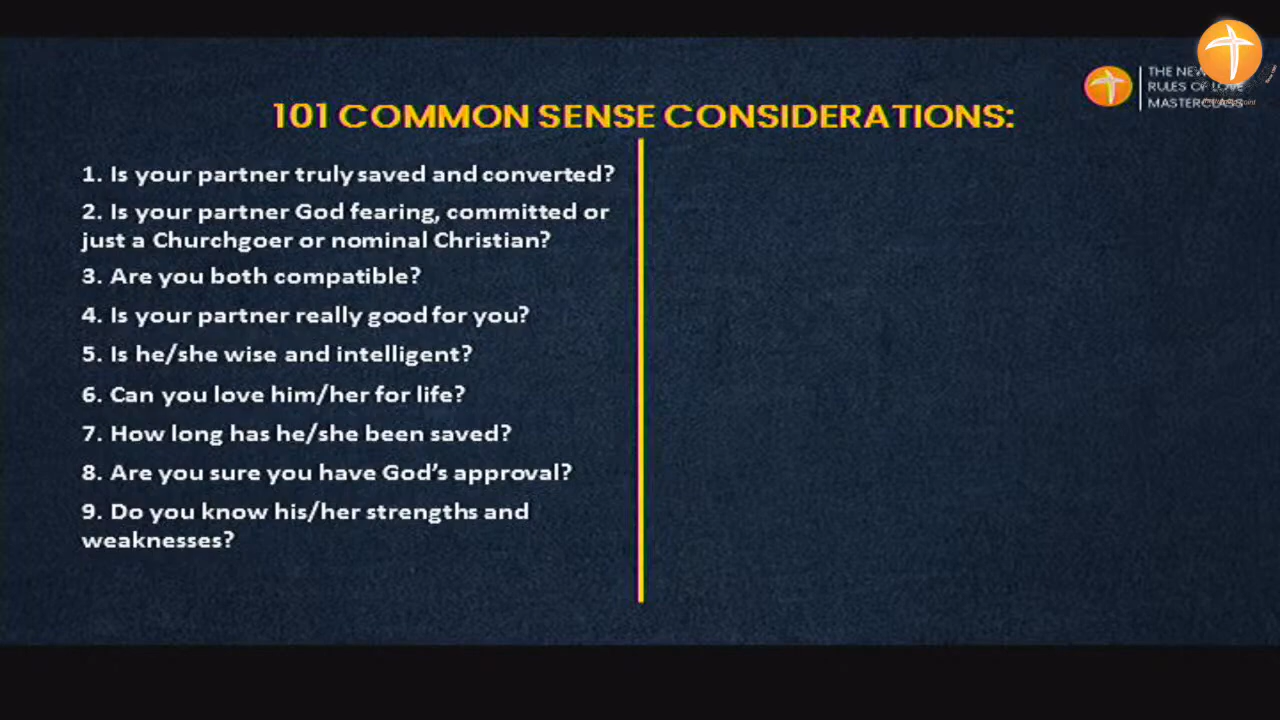 101 COMMON SENSE CONSIDERATIONS:
THE NEW
RULES OF LOVE
MASTERCLASS
1. Is your partner truly saved and converted?
2. Is your partner God fearing, committed or
just a Churchgoer or nominal Christian?
3. Are you both compatible?
4. Is your partner really good for you?
5. Is he/she wise and intelligent?
6. Can you love him/her for life?
7. How long has he/she been saved?
8. Are you sure you have God's approval?
9. Do you know his/her strengths and
weaknesses?